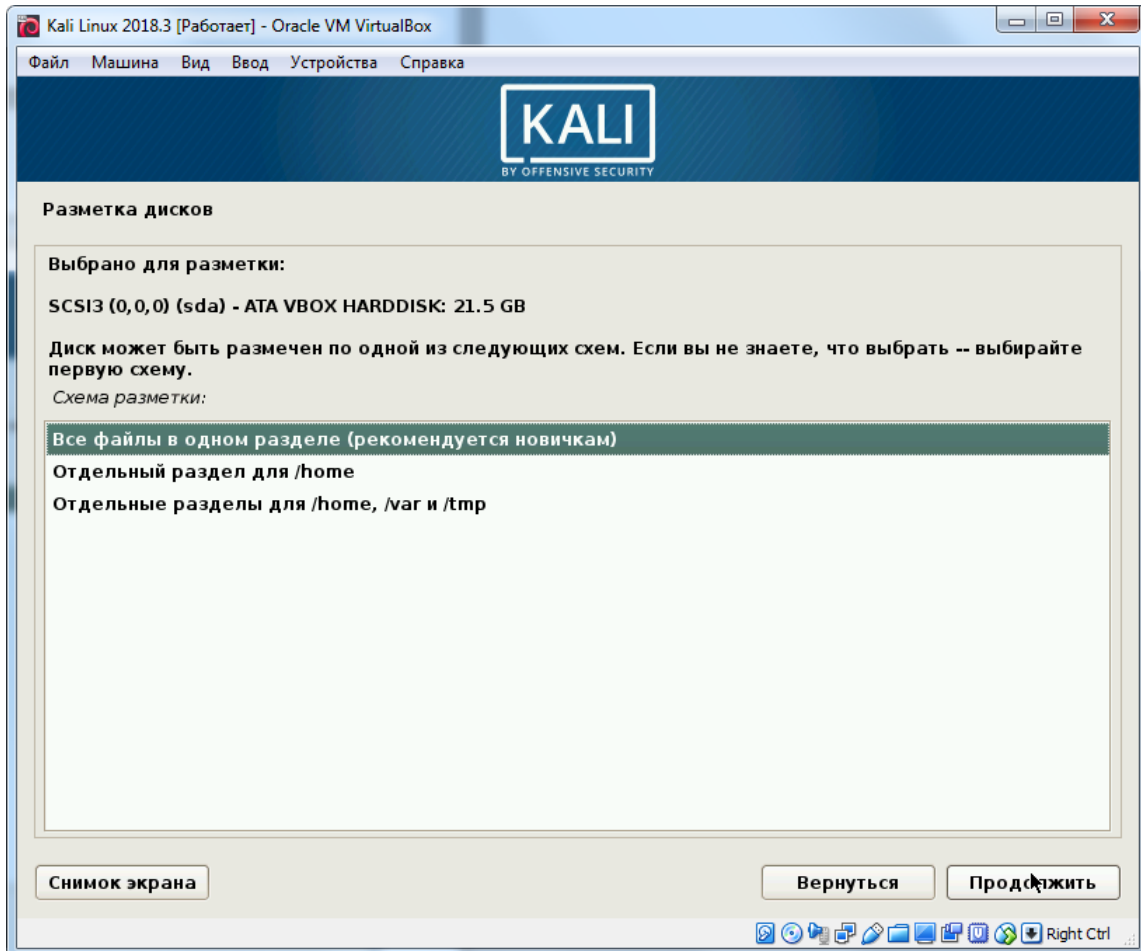 Kali Linux 2018.3 [Работает] - Oracle VM VirtualBox
Файл Машина Вид Ввод Устройства Справка
KALI
BY OFFENSIVE SECURITY
Разметка дисков
Выбрано для разметки:
SCSI3 (0,0,0) (sda) - ATA VBOX HARDDISK: 21.5 GB
Диск может быть размечен по одной из следующих схем. Если вы не знаете, что выбрать -- выбирайте
первую схему.
Схема разметки:
Все файлы в одном разделе (рекомендуется новичкам)
Отдельный раздел для /home
Отдельные разделы для /home, /var и /tmp
Снимок экрана Вернуться Продолжить
Right Ctrl